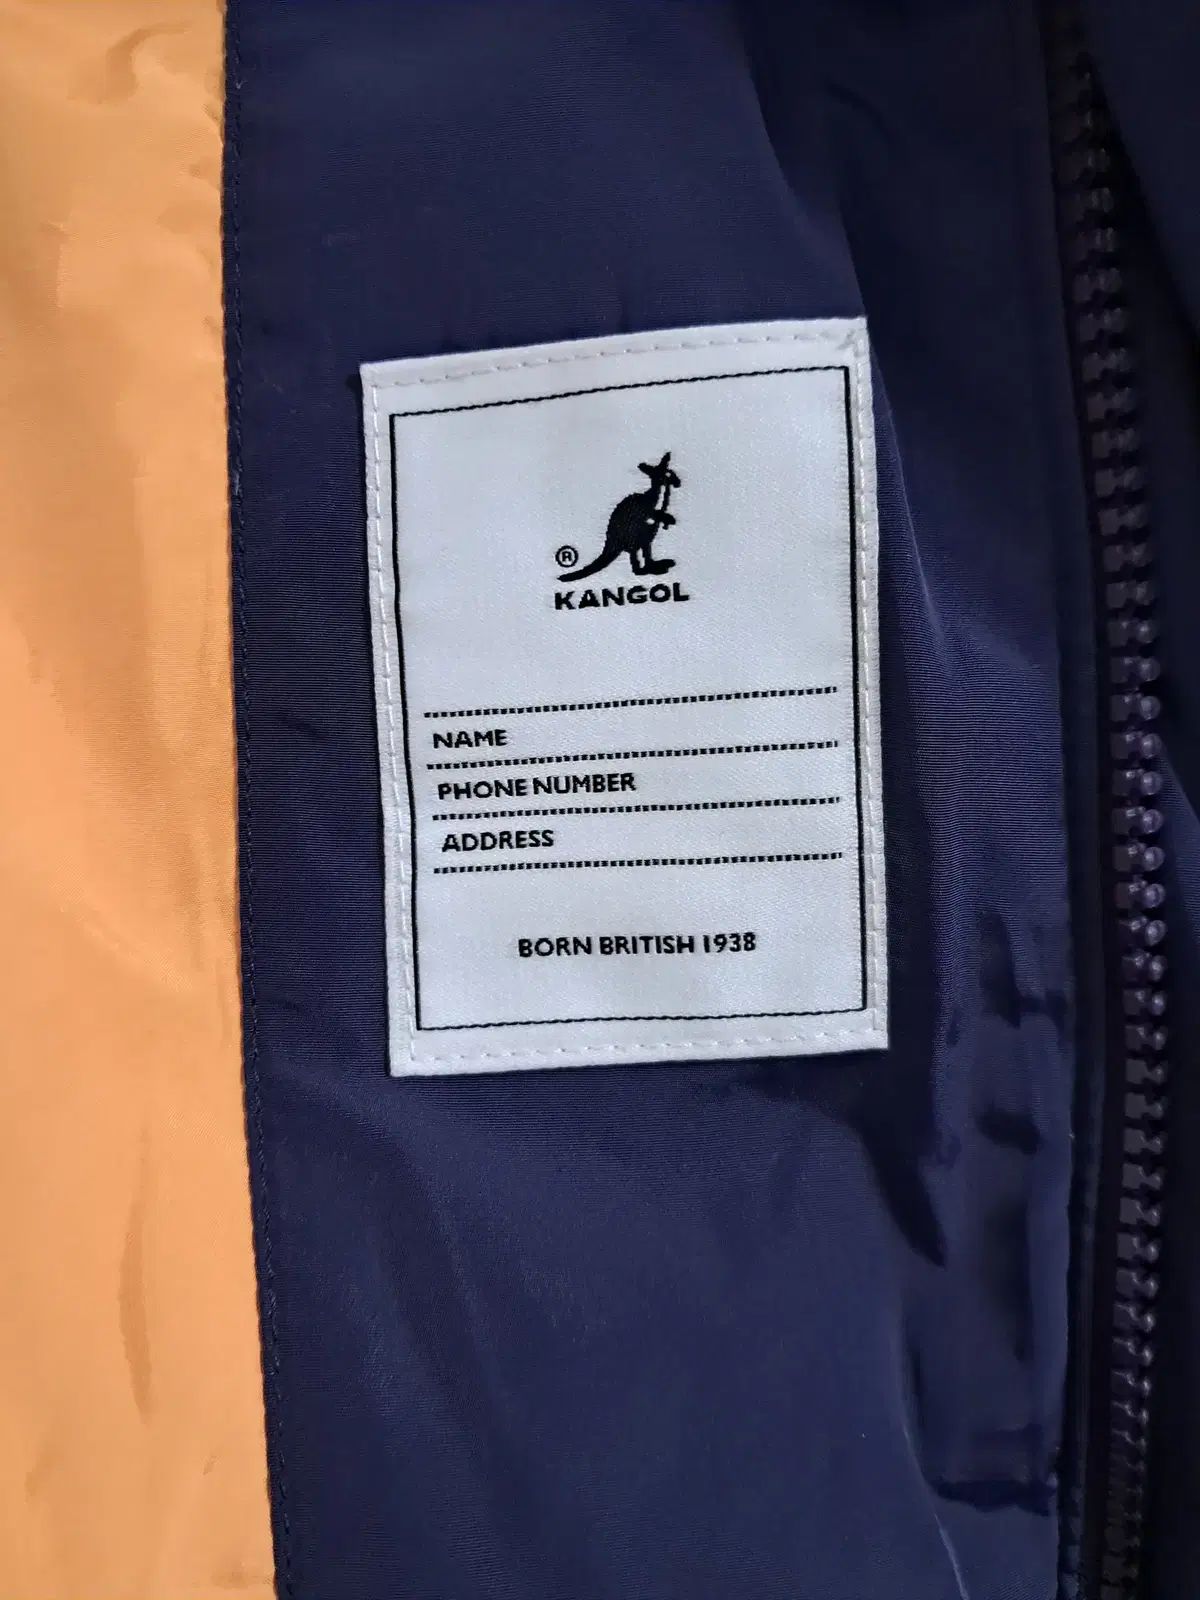 ®
KANGOL
NAME
PHONE NUMBER
ADDRESS
BORN BRITISH 1938